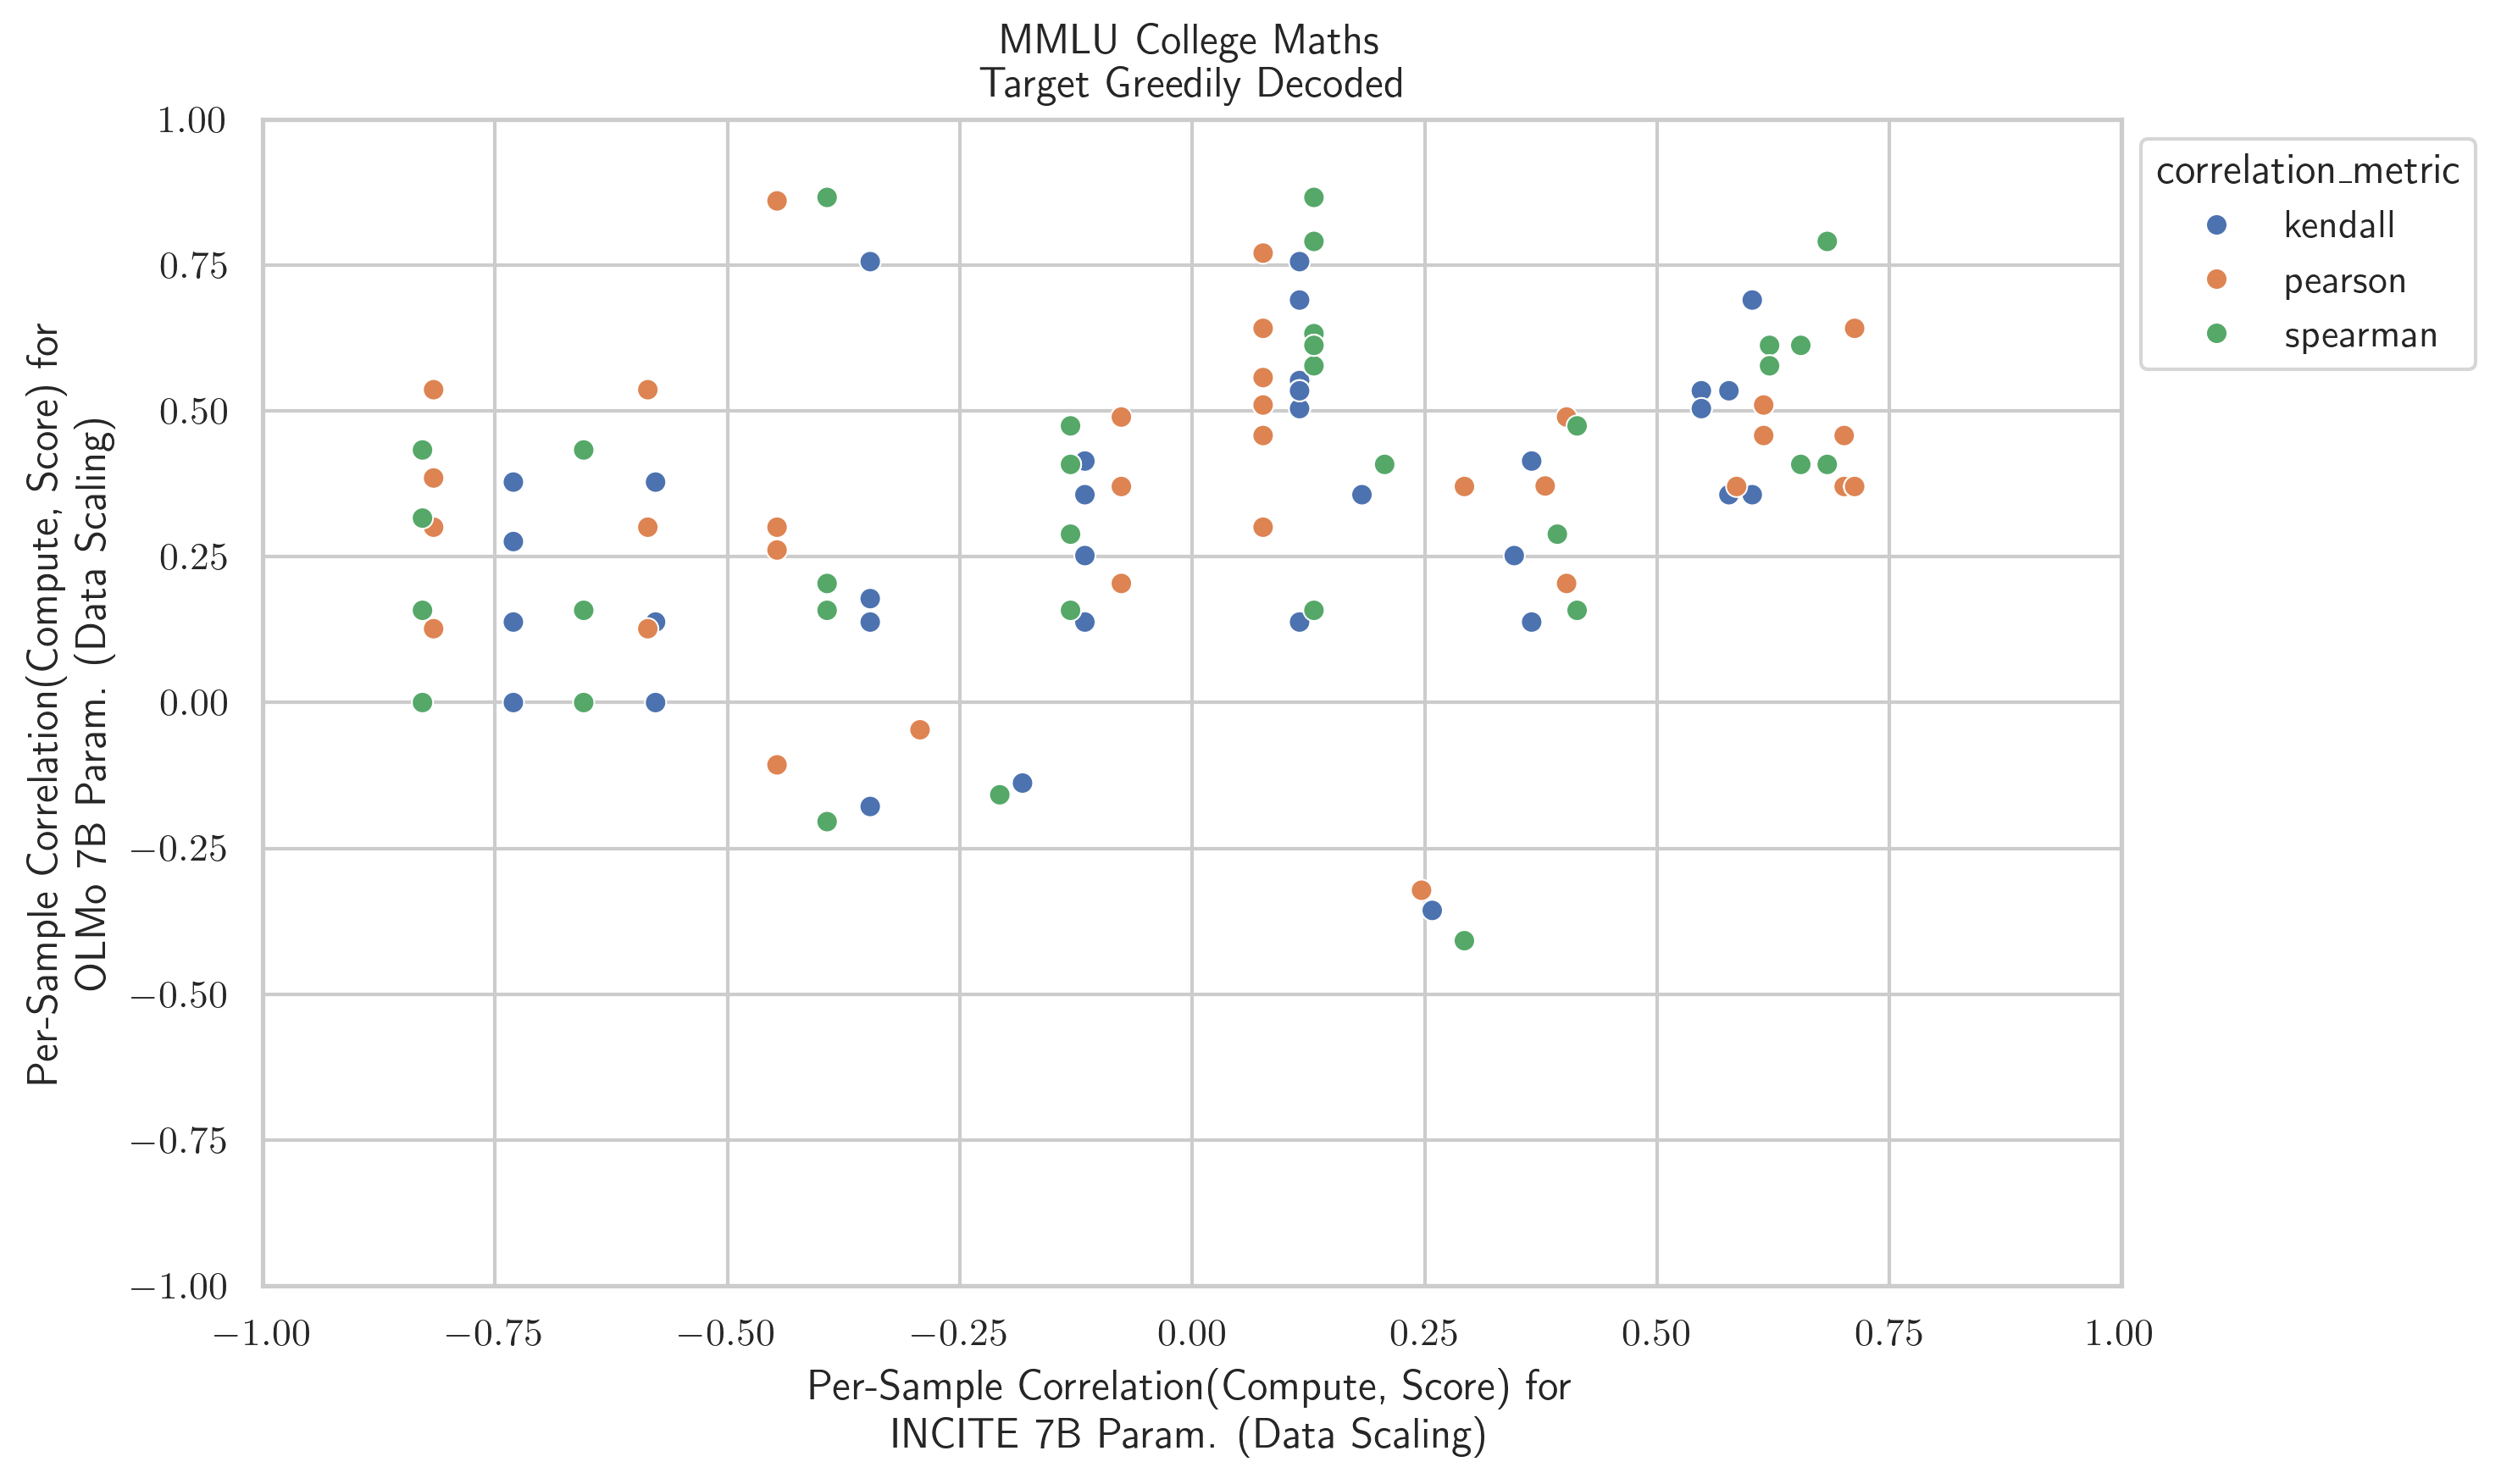 MMLU College Maths
Target Greedily Decoded
Per-Sample Correlation(Compute, Score) for
OLMo 7B Param. (Data Scaling)
1.00
0.75
0.50
0.25
0.00
−0.25
−0.50
−0.75
−1.00
−1.00 −0.75 −0.50 −0.25 0.00 0.25 0.50 0.75 1.00
Per-Sample Correlation(Compute, Score) for
INCITE 7B Param. (Data Scaling)
correlation_metric
kendall
pearson
spearman